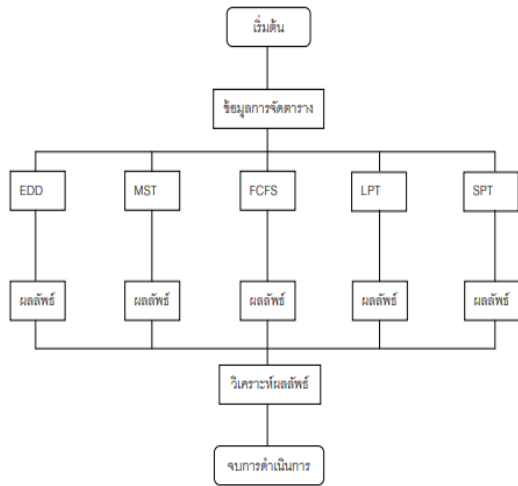 เริ่มต้น
ข้อมูลการจัดตาราง
EDD MST FCFS LPT SPT
ผลลัพธ์ ผลลัพธ์ ผลลัพธ์ ผลลัพธ์ ผลลัพธ์
วิเคราะห์ผลลัพธ์
จบการดำเนินการ